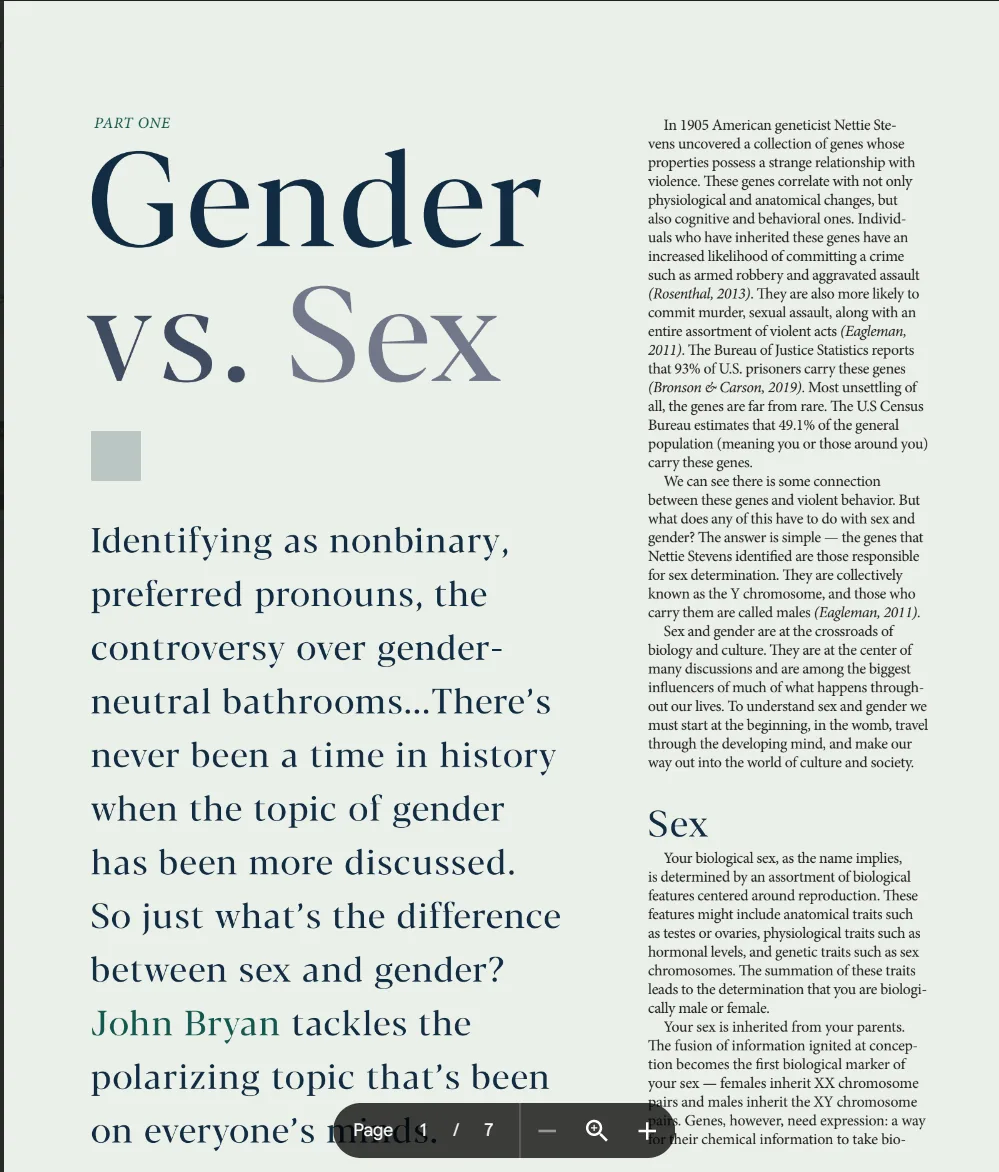 PART ONE
Gender
vs. Sex
Identifying as nonbinary,
preferred pronouns, the
controversy over gender-
neutral bathrooms...There's
never been a time in history
when the topic of gender
has been more discussed.
So just what's the difference
between sex and gender?
John Bryan tackles the
polarizing topic that's been
on everyone's minds.
In 1905 American geneticist Nettie Ste-
vens uncovered a collection of genes whose
properties possess a strange relationship with
violence. These genes correlate with not only
physiological and anatomical changes, but
also cognitive and behavioral ones. Individ-
uals who have inherited these genes have an
increased likelihood of committing a crime
such as armed robbery and aggravated assault
(Rosenthal, 2013). They are also more likely to
commit murder, sexual assault, along with an
entire assortment of violent acts (Eagleman,
2011). The Bureau of Justice Statistics reports
that 93% of U.S. prisoners carry these genes
(Bronson & Carson, 2019). Most unsettling of
all, the genes are far from rare. The U.S Census
Bureau estimates that 49.1% of the general
population (meaning you or those around you)
carry these genes.
We can see there is some connection
between these genes and violent behavior. But
what does any of this have to do with sex and
gender? The answer is simple — the genes that
Nettie Stevens identified are those responsible
for sex determination. They are collectively
known as the Y chromosome, and those who
carry them are called males (Eagleman, 2011).
Sex and gender are at the crossroads of
biology and culture. They are at the center of
many discussions and are among the biggest
influencers of much of what happens through-
out our lives. To understand sex and gender we
must start at the beginning, in the womb, travel
through the developing mind, and make our
way out into the world of culture and society.
Sex
Your biological sex, as the name implies,
is determined by an assortment of biological
features centered around reproduction. These
features might include anatomical traits such
as testes or ovaries, physiological traits such as
hormonal levels, and genetic traits such as sex
chromosomes. The summation of these traits
leads to the determination that you are biologi-
cally male or female.
Your sex is inherited from your parents.
The fusion of information ignited at concep-
tion becomes the first biological marker of
your sex — females inherit XX chromosome
pairs and males inherit the XY chromosome
pairs. Genes, however, need expression: a way
for their chemical information to take bio-
Page 1 / 7